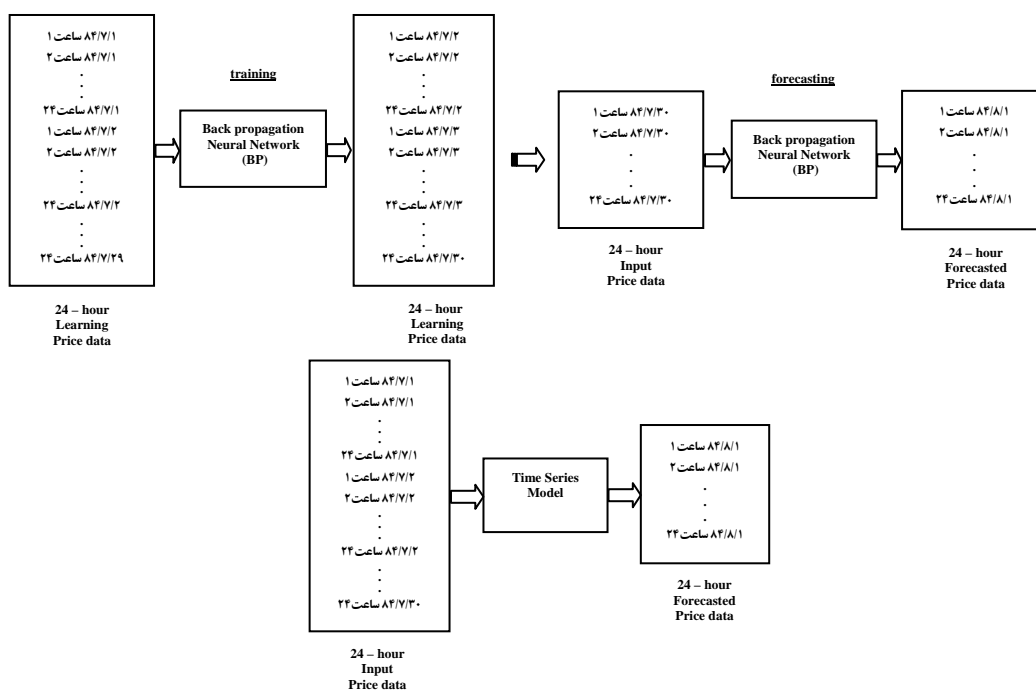 training
۸۴/۷/۱ ساعت ۱
۸۴/۷/۱ ساعت ۲
.
.
.
۸۴/۷/۱ ساعت ۲۴
۸۴/۷/۲ ساعت ۱
۸۴/۷/۲ ساعت ۲
.
.
.
.
۸۴/۷/۲ ساعت ۲۴
.
.
.
۸۴/۷/۲۹ ساعت ۲۴
24 – hour
Learning
Price data
Back propagation
Neural Network
(BP)
۸۴/۷/۲ ساعت ۱
۸۴/۷/۲ ساعت ۲
.
.
.
۸۴/۷/۲ ساعت ۲۴
۸۴/۷/۳ ساعت ۱
۸۴/۷/۳ ساعت ۲
.
.
.
.
۸۴/۷/۳ ساعت ۲۴
.
.
.
۸۴/۷/۳۰ ساعت ۲۴
24 – hour
Learning
Price data
forecasting
۸۴/۷/۳۰ ساعت ۱
۸۴/۷/۳۰ ساعت ۲
.
.
.
.
۸۴/۷/۳۰ ساعت ۲۴
24 – hour
Input
Price data
Back propagation
Neural Network
(BP)
۸۴/۸/۱ ساعت ۱
۸۴/۸/۱ ساعت ۲
.
.
.
.
۸۴/۸/۱ ساعت ۲۴
24 – hour
Forecasted
Price data
۸۴/۷/۱ ساعت ۱
۸۴/۷/۱ ساعت ۲
.
.
.
۸۴/۷/۱ ساعت ۲۴
۸۴/۷/۲ ساعت ۱
۸۴/۷/۲ ساعت ۲
.
.
.
.
۸۴/۷/۲ ساعت ۲۴
.
.
.
۸۴/۷/۳۰ ساعت ۲۴
24 – hour
Input
Price data
Time Series
Model
۸۴/۸/۱ ساعت ۱
۸۴/۸/۱ ساعت ۲
.
.
.
.
۸۴/۸/۱ ساعت ۲۴
24 – hour
Forecasted
Price data